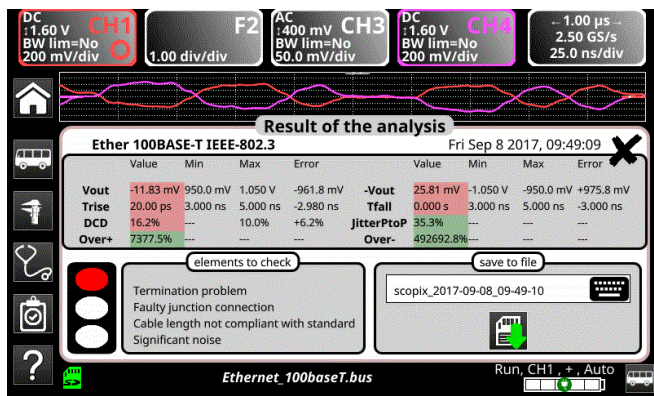 DC
↕1.60 V CH1
BW lim=No
200 mV/div
F2
1.00 div/div
AC
↕400 mV CH3
BW lim=No
50.0 mV/div
DC
↕1.60 V CH4
BW lim=No
200 mV/div
←1.00 µs→
2.50 GS/s
25.0 ns/div
Result of the analysis
Ether 100BASE-T IEEE-802.3 Fri Sep 8 2017, 09:49:09
Value Min Max Error Value Min Max Error
Vout -11.83 mV 950.0 mV 1.050 V -961.8 mV -Vout 25.81 mV -1.050 V -950.0 mV +975.8 mV
Trise 20.00 ps 3.000 ns 5.000 ns -2.980 ns Tfall 0.000 s 3.000 ns 5.000 ns -3.000 ns
DCD 16.2% --- 10.0% +6.2% JitterPtoP 35.3% --- --- ---
Over+ 7377.5% --- --- --- Over- 492692.8% --- --- ---
elements to check
Termination problem
Faulty junction connection
Cable length not compliant with standard
Significant noise
save to file
scopix_2017-09-08_09-49-10
?
SD
Ethernet_100baseT.bus
Run, CH1 , + , Auto